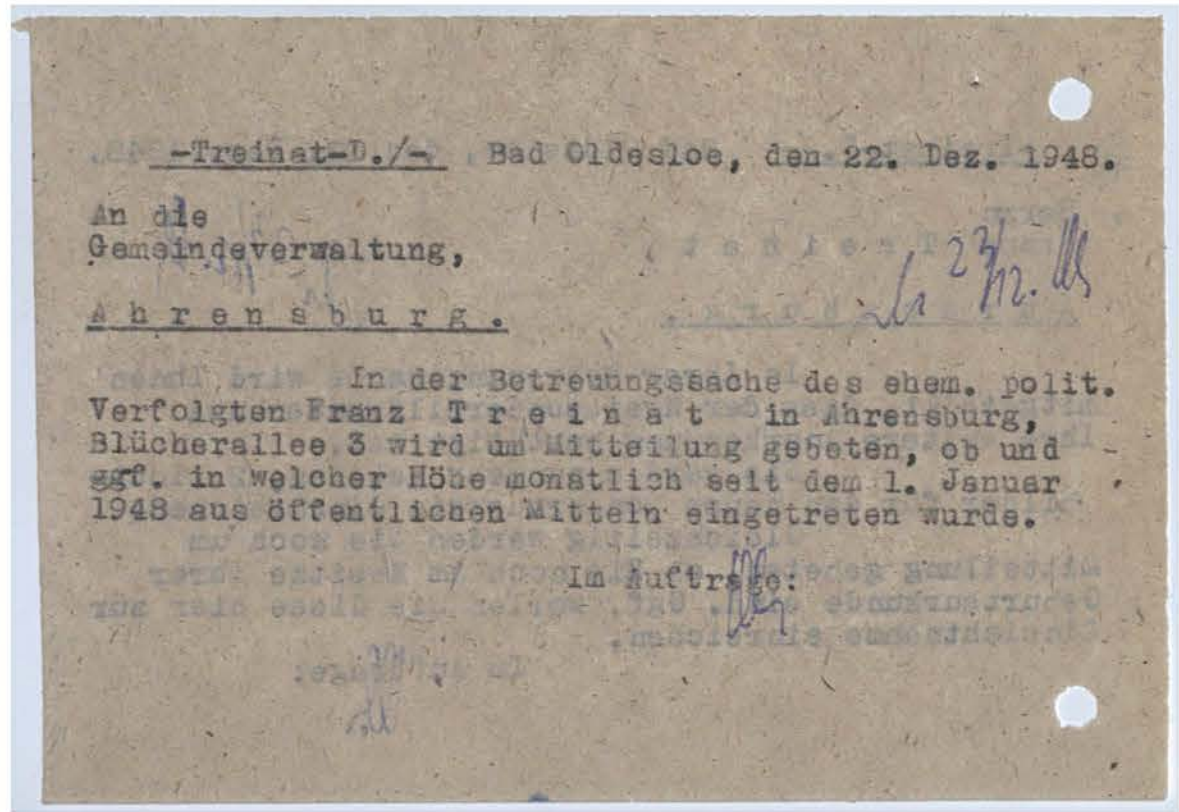 -Treinat-D./- Bad Oldesloe, den 22. Dez. 1948.
An die
Gemeindeverwaltung,
23/12.
A h r e n s b u r g .
In der Betreuungssache des ehem. polit.
Verfolgten Franz T r e i n a t in Ahrensburg,
Blücherallee 3 wird um Mitteilung gebeten, ob und
ggf. in welcher Höhe monatlich seit dem 1. Januar
1948 aus öffentlichen Mitteln eingetreten wurde.
Im Auftrage: